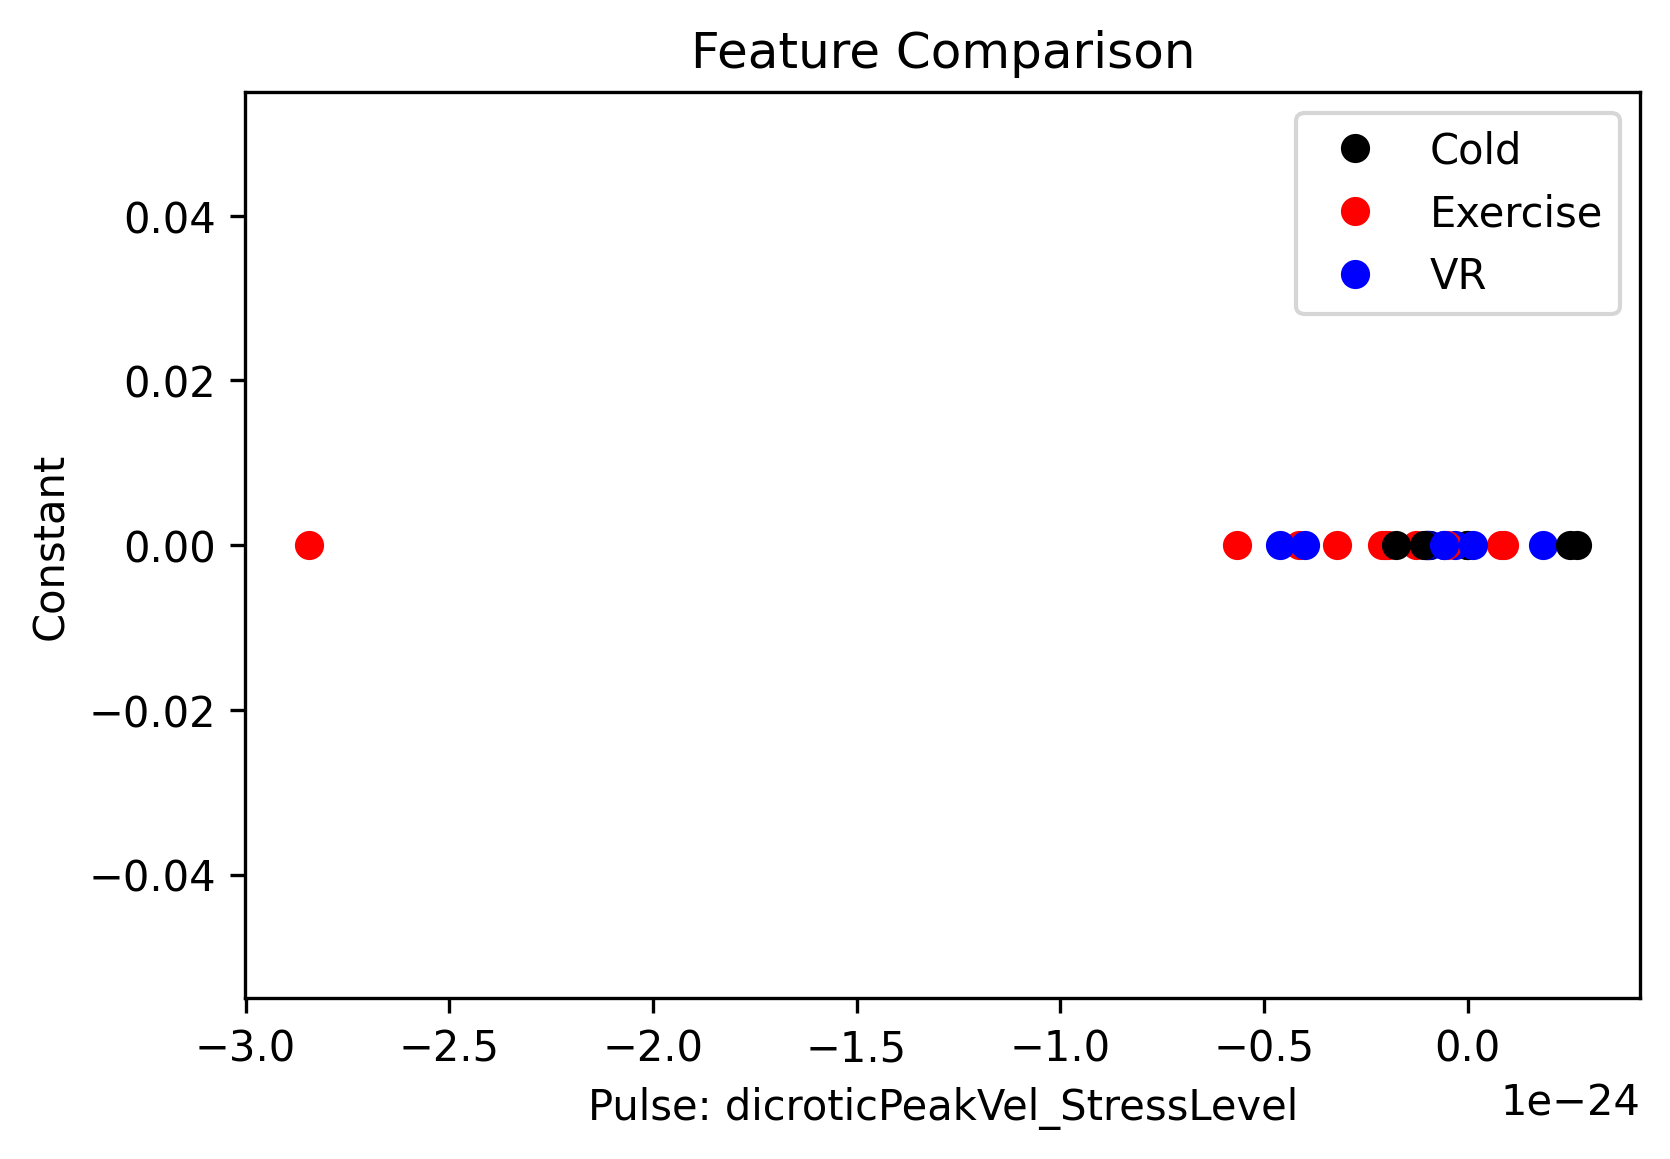 Feature Comparison
Cold
Exercise
VR
0.04
0.02
0.00
−0.02
−0.04
Constant
−3.0 −2.5 −2.0 −1.5 −1.0 −0.5 0.0
1e−24
Pulse: dicroticPeakVel_StressLevel